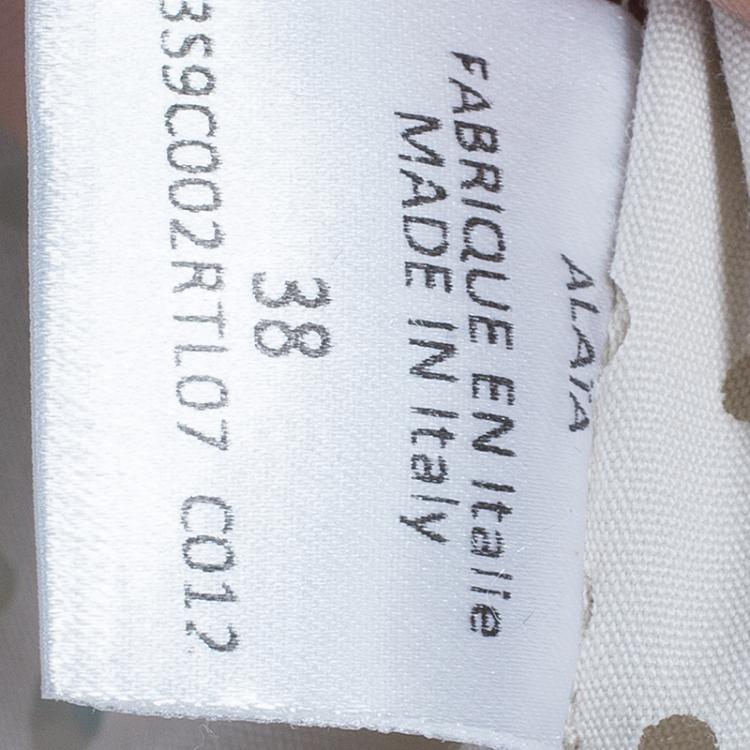 ALAÏA
FABRIQUE EN Italie
MADE IN Italy
38
3S9C002RTL07 C012